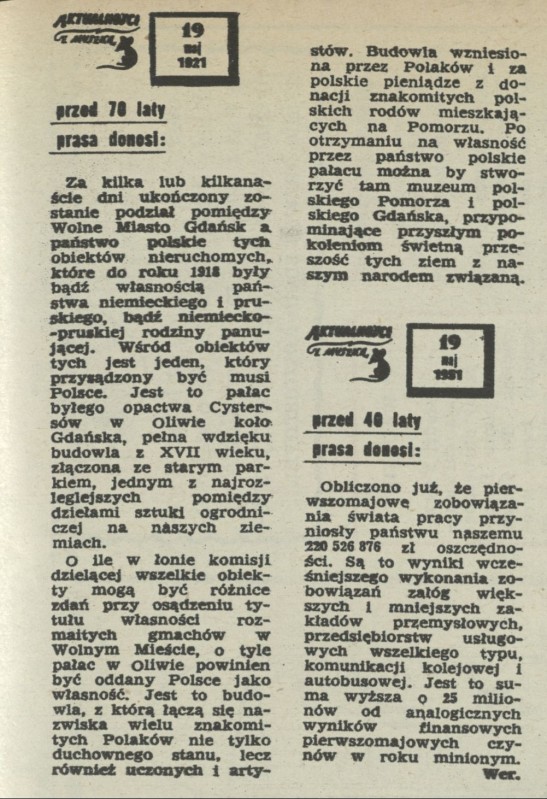 AKTUALNOŚCI
Z MYSZKĄ
19
maj
1921
przed 70 laty
prasa donosi:
Za kilka lub kilkana-
ście dni ukończony zo-
stanie podział pomiędzy
Wolne Miasto Gdańsk a
państwo polskie tych
obiektów nieruchomych,
które do roku 1918 były
bądź własnością pań-
stwa niemieckiego i pru-
skiego, bądź niemiecko-
-pruskiej rodziny panu-
jącej. Wśród obiektów
tych jest jeden, który
przysądzony być musi
Polsce. Jest to pałac
byłego opactwa Cyster-
sów w Oliwie koło
Gdańska, pełna wdzięku
budowla z XVII wieku,
złączona ze starym par-
kiem, jednym z najroz-
leglejszych pomiędzy
dziełami sztuki ogrodni-
czej na naszych zie-
miach.
O ile w łonie komisji
dzielącej wszelkie obiek-
ty mogą być różnice
zdań przy osądzeniu ty-
tułu własności roz-
maitych gmachów w
Wolnym Mieście, o tyle
pałac w Oliwie powinien
być oddany Polsce jako
własność. Jest to budo-
wla, z którą łączą się na-
zwiska wielu znakomi-
tych Polaków nie tylko
duchownego stanu, lecz
również uczonych i arty-
stów. Budowla wzniesio-
na przez Polaków i za
polskie pieniądze z do-
nacji znakomitych pol-
skich rodów mieszkają-
cych na Pomorzu. Po
otrzymaniu na własność
przez państwo polskie
pałacu można by stwo-
rzyć tam muzeum pol-
skiego Pomorza i pol-
skiego Gdańska, przypo-
minające przyszłym po-
koleniom świetną prze-
szość tych ziem z na-
szym narodem związaną.
AKTUALNOŚCI
Z MYSZKĄ
19
maj
1951
przed 40 laty
prasa donosi:
Obliczono już, że pier-
wszomajowe zobowiąza-
nia świata pracy przy-
niosły państwu naszemu
220 526 876 zł oszczędno-
ści. Są to wyniki wcze-
śniejszego wykonania zo-
bowiązań załóg więk-
szych i mniejszych za-
kładów przemysłowych,
przedsiębiorstw usługo-
wych wszelkiego typu,
komunikacji kolejowej i
autobusowej. Jest to su-
ma wyższa o 25 milio-
nów od analogicznych
wyników finansowych
pierwszomajowych czy-
nów w roku minionym.
Wer.